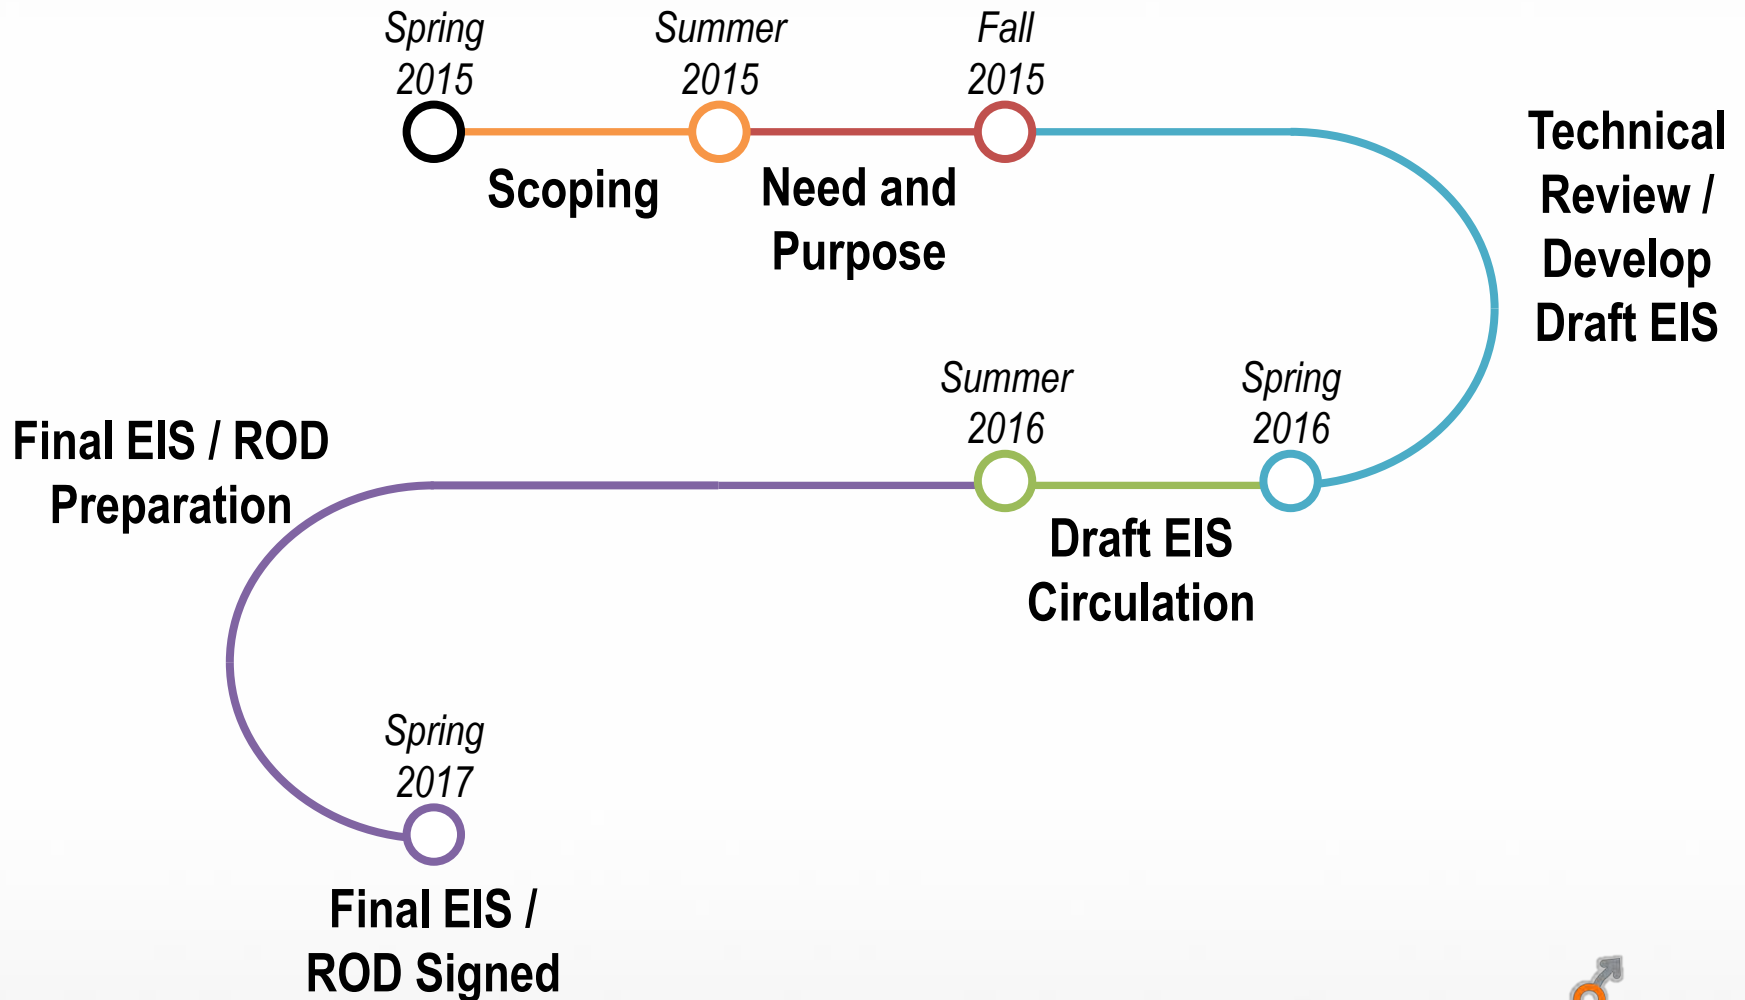 Spring
2015
Summer
2015
Fall
2015
Scoping
Need and
Purpose
Technical
Review /
Develop
Draft EIS
Spring
2016
Summer
2016
Draft EIS
Circulation
Final EIS / ROD
Preparation
Spring
2017
Final EIS /
ROD Signed